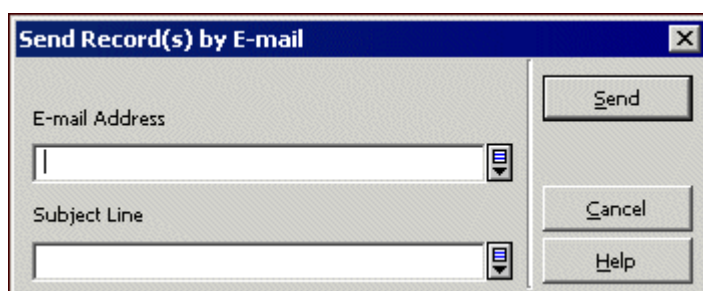 Send Record(s) by E-mail
Send
E-mail Address
Subject Line
Cancel
Help